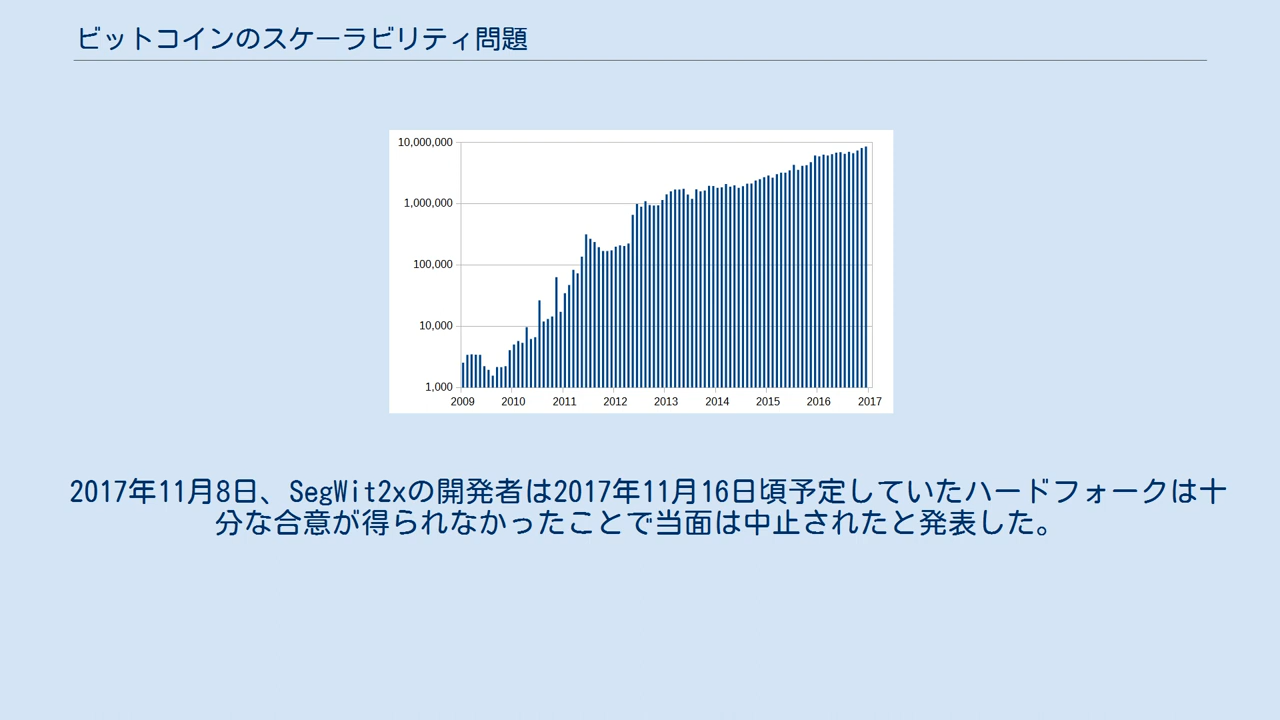 ビットコインのスケーラビリティ問題
10,000,000
1,000,000
100,000
10,000
1,000
2009 2010 2011 2012 2013 2014 2015 2016 2017
2017年11月8日、SegWit2xの開発者は2017年11月16日頃予定していたハードフォークは十
分な合意が得られなかったことで当面は中止されたと発表した。